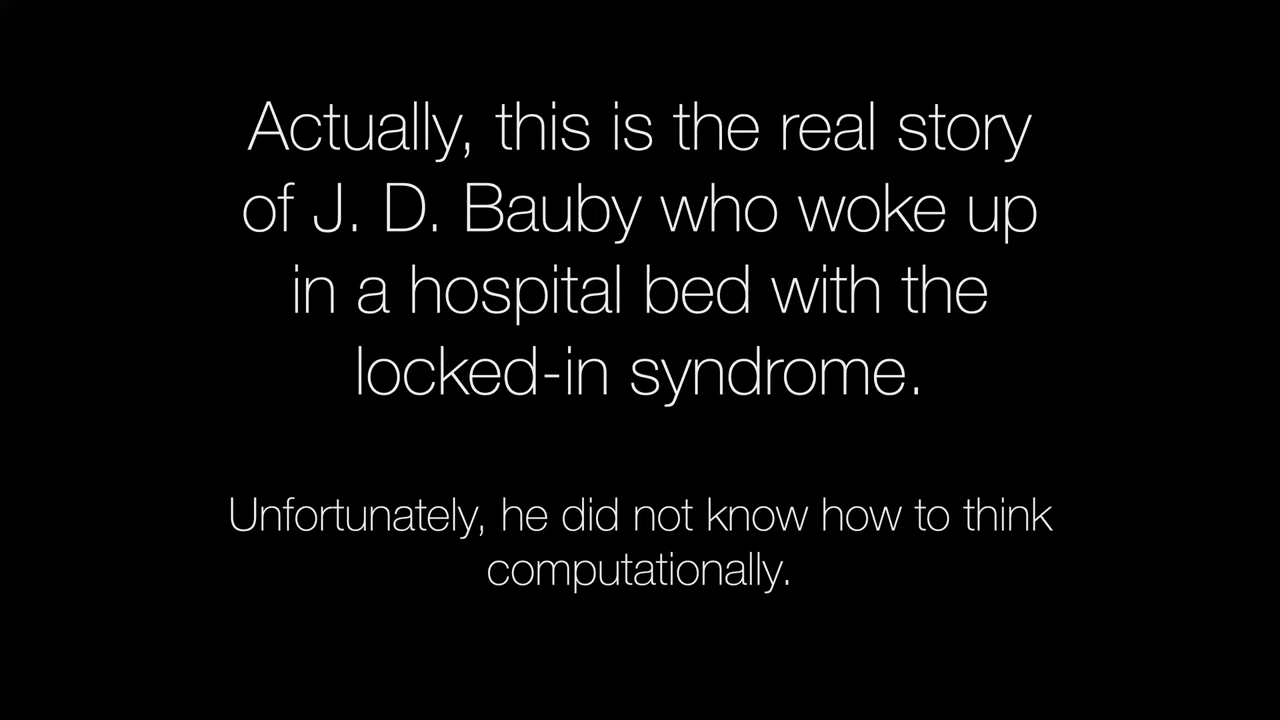 Actually, this is the real story
of J. D. Bauby who woke up
in a hospital bed with the
locked-in syndrome.
Unfortunately, he did not know how to think
computationally.